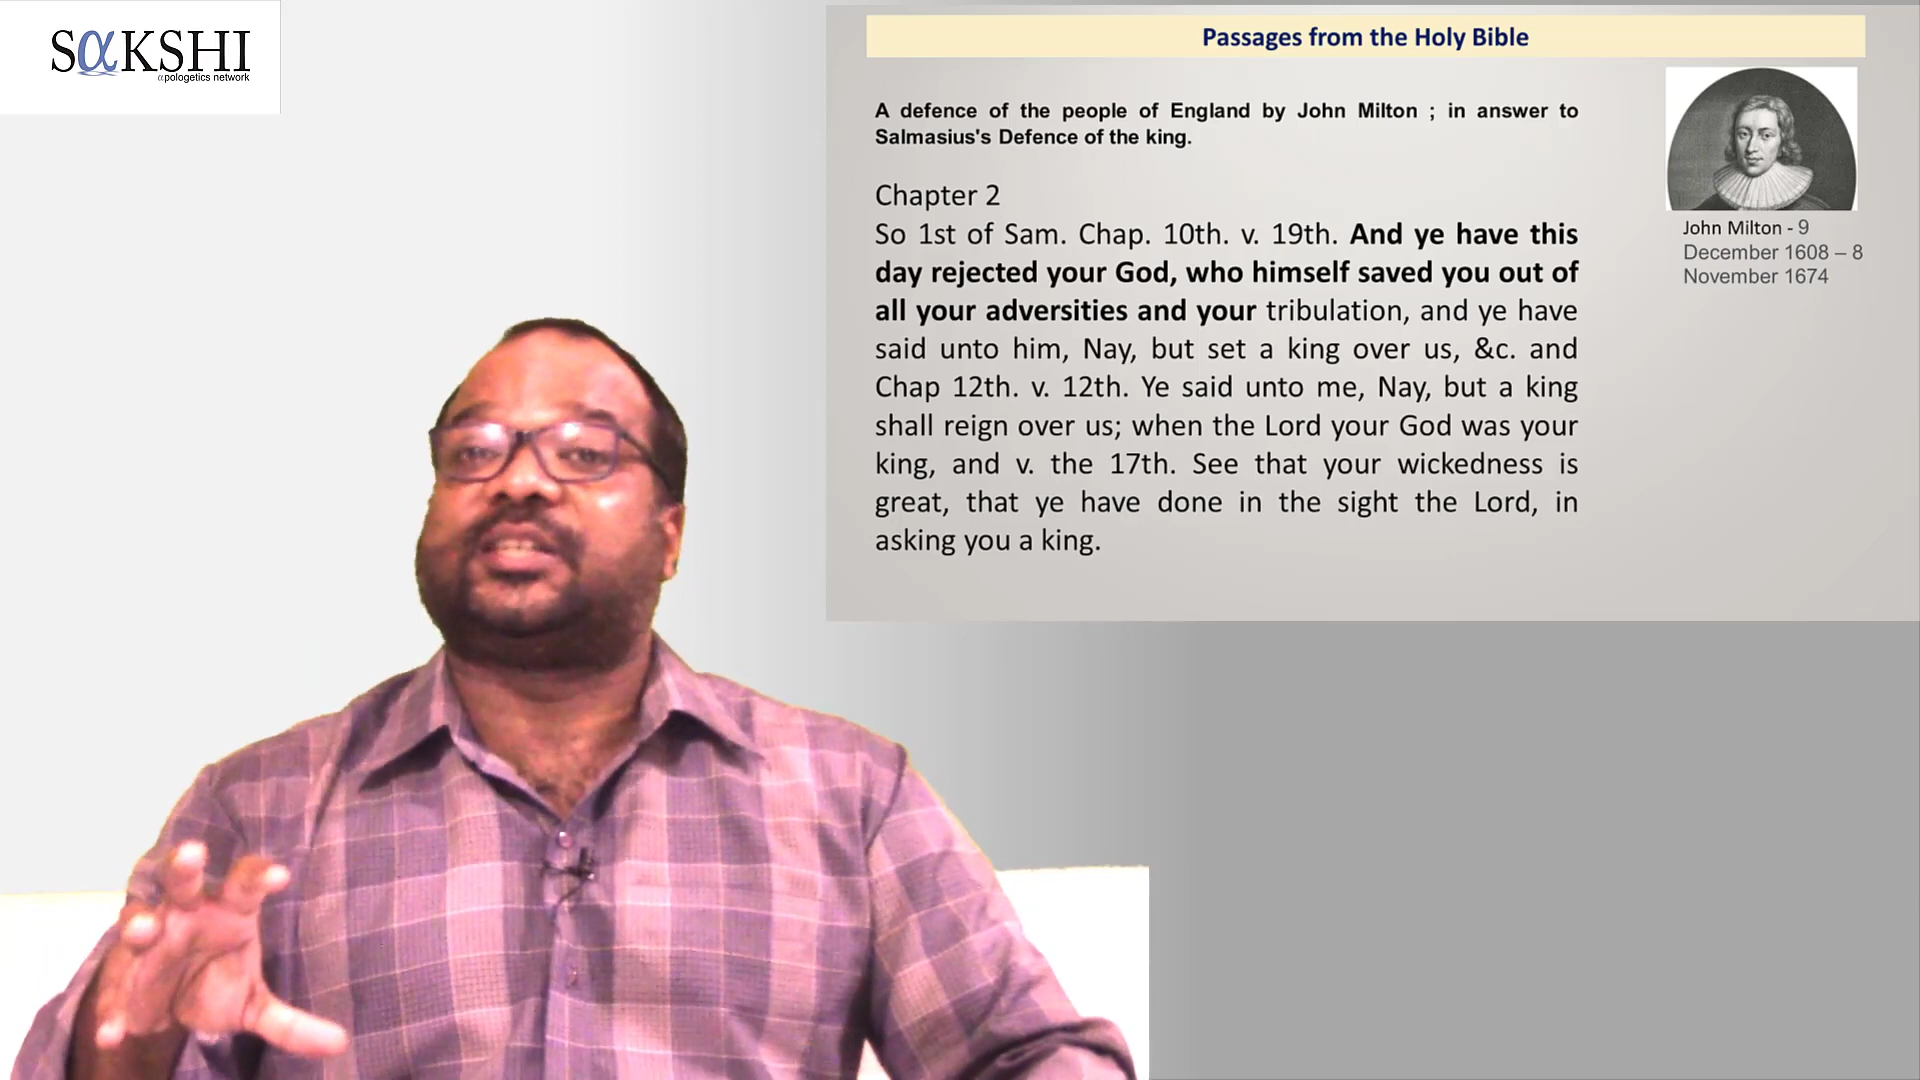 SαKSHI
αpologetics network
Passages from the Holy Bible
A defence of the people of England by John Milton ; in answer to
Salmasius's Defence of the king.
Chapter 2
So 1st of Sam. Chap. 10th. v. 19th. And ye have this
day rejected your God, who himself saved you out of
all your adversities and your tribulation, and ye have
said unto him, Nay, but set a king over us, &c. and
Chap 12th. v. 12th. Ye said unto me, Nay, but a king
shall reign over us; when the Lord your God was your
king, and v. the 17th. See that your wickedness is
great, that ye have done in the sight the Lord, in
asking you a king.
John Milton - 9
December 1608 – 8
November 1674